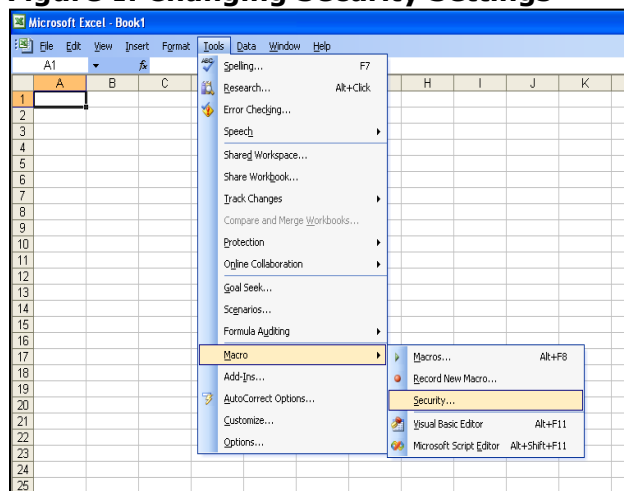 Figure 1. Changing Security Settings
Microsoft Excel - Book1
File Edit View Insert Format Tools Data Window Help
A1 fx
A B C H I J K
Spelling... F7
Research... Alt+Click
Error Checking...
Speech
Shared Workspace...
Share Workbook...
Track Changes
Compare and Merge Workbooks...
Protection
Online Collaboration
Goal Seek...
Scenarios...
Formula Auditing
Macro
Add-Ins...
AutoCorrect Options...
Customize...
Options...
Macros... Alt+F8
Record New Macro...
Security...
Visual Basic Editor Alt+F11
Microsoft Script Editor Alt+Shift+F11
1
2
3
4
5
6
7
8
9
10
11
12
13
14
15
16
17
18
19
20
21
22
23
24
25